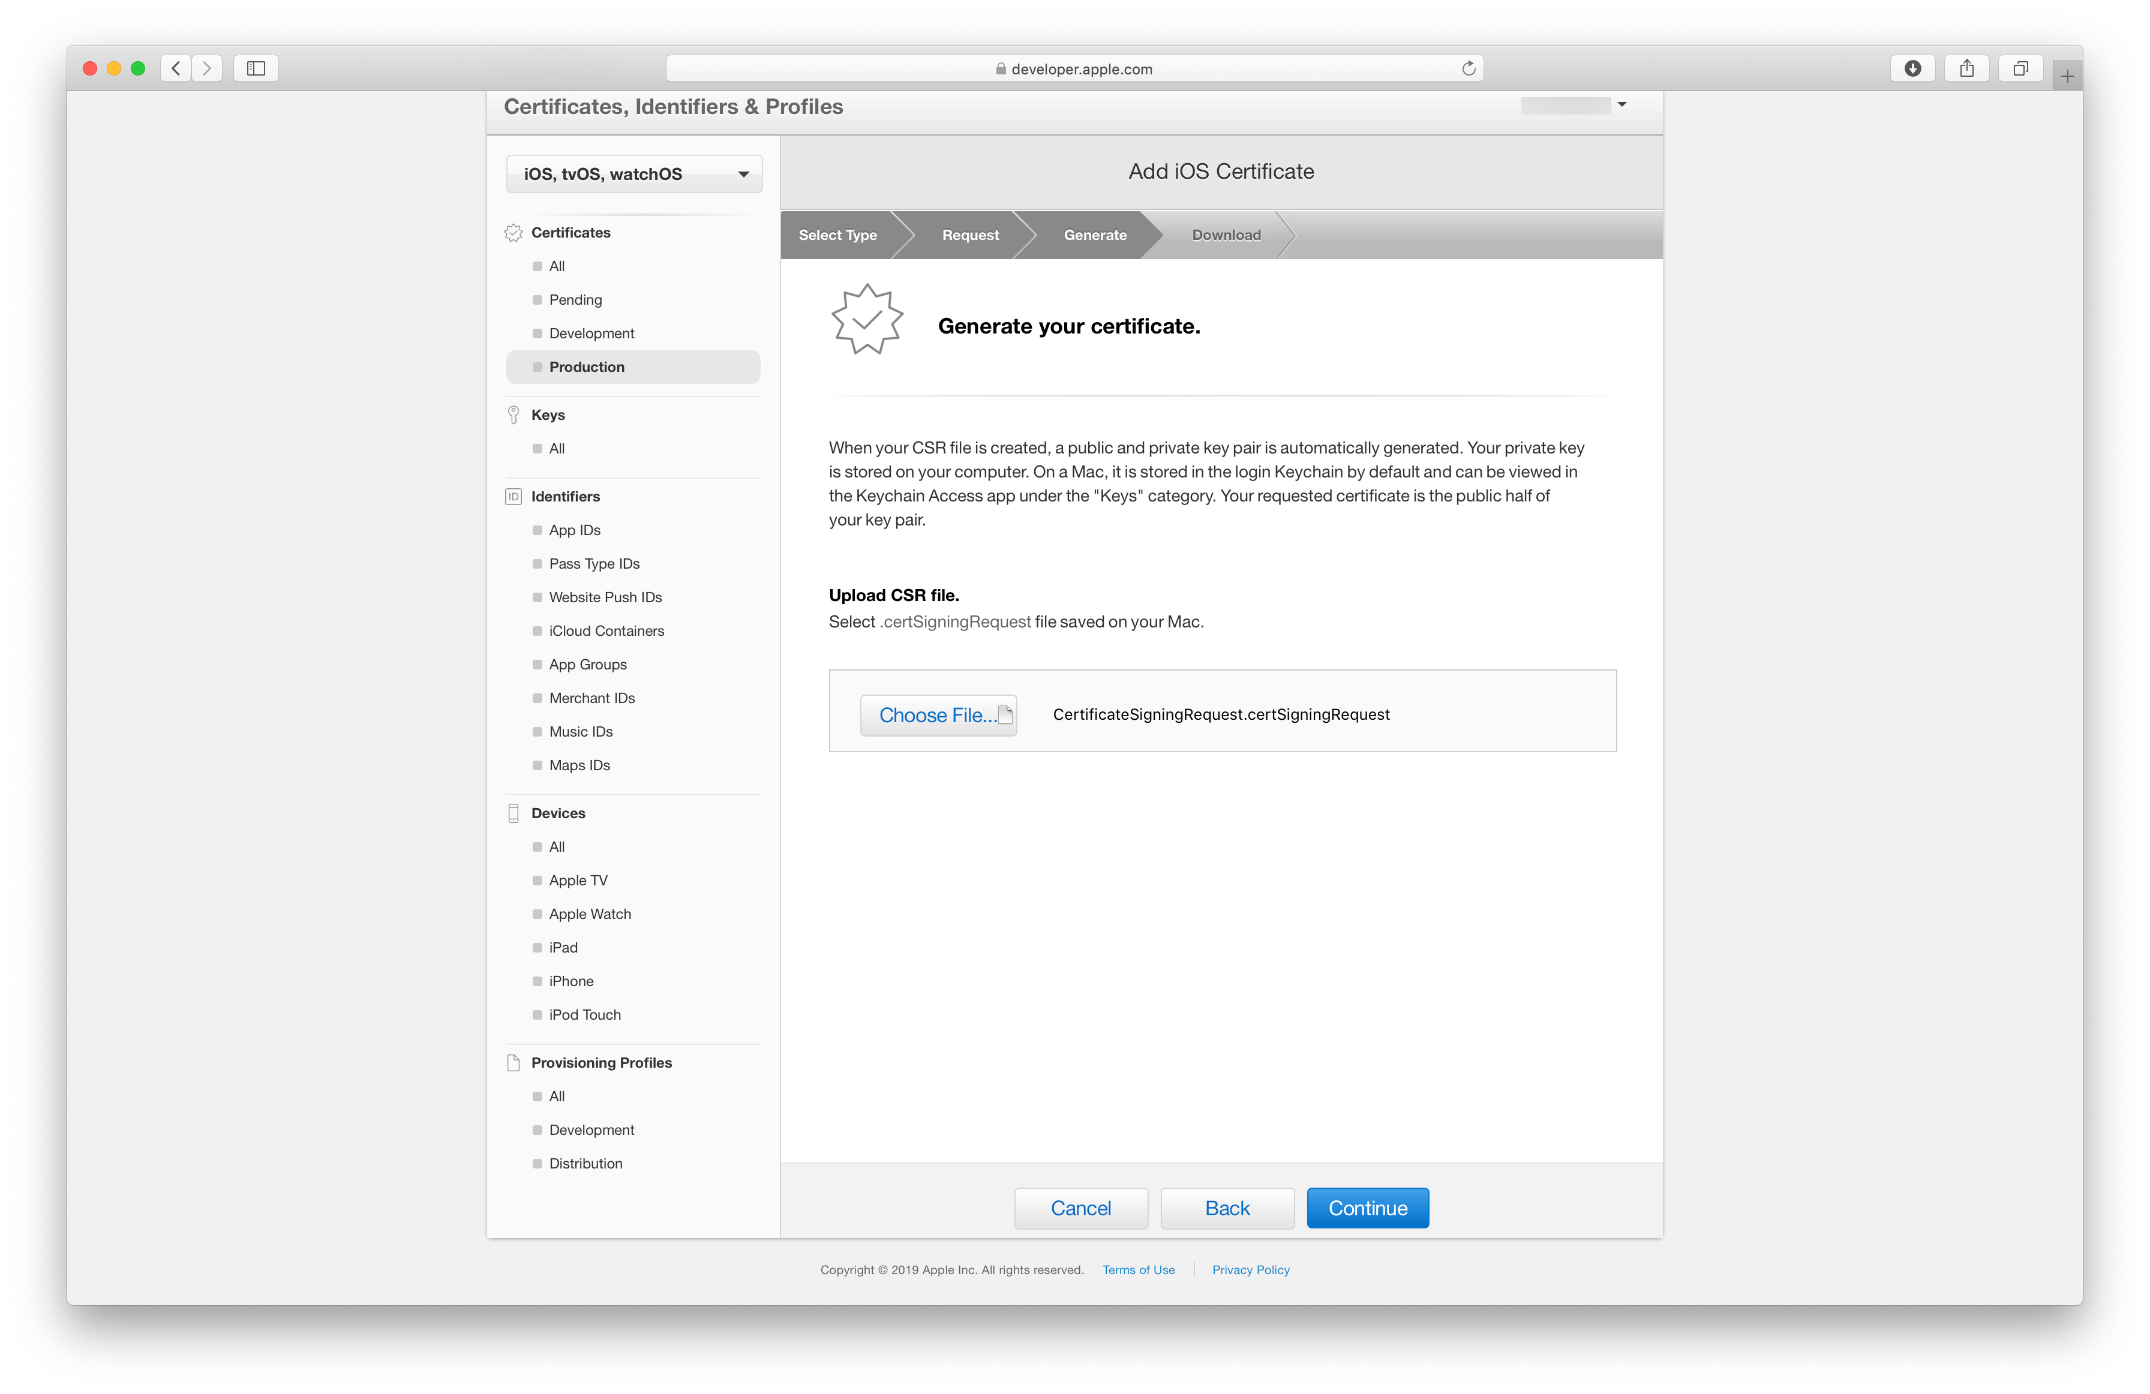 developer.apple.com
Certificates, Identifiers & Profiles
iOS, tvOS, watchOS
Certificates
All
Pending
Development
Production
Keys
All
ID Identifiers
App IDs
Pass Type IDs
Website Push IDs
iCloud Containers
App Groups
Merchant IDs
Music IDs
Maps IDs
Devices
All
Apple TV
Apple Watch
iPad
iPhone
iPod Touch
Provisioning Profiles
All
Development
Distribution
Add iOS Certificate
Select Type Request Generate Download
Generate your certificate.
When your CSR file is created, a public and private key pair is automatically generated. Your private key
is stored on your computer. On a Mac, it is stored in the login Keychain by default and can be viewed in
the Keychain Access app under the "Keys" category. Your requested certificate is the public half of
your key pair.
Upload CSR file.
Select .certSigningRequest file saved on your Mac.
Choose File... CertificateSigningRequest.certSigningRequest
Cancel Back Continue
Copyright © 2019 Apple Inc. All rights reserved. Terms of Use Privacy Policy